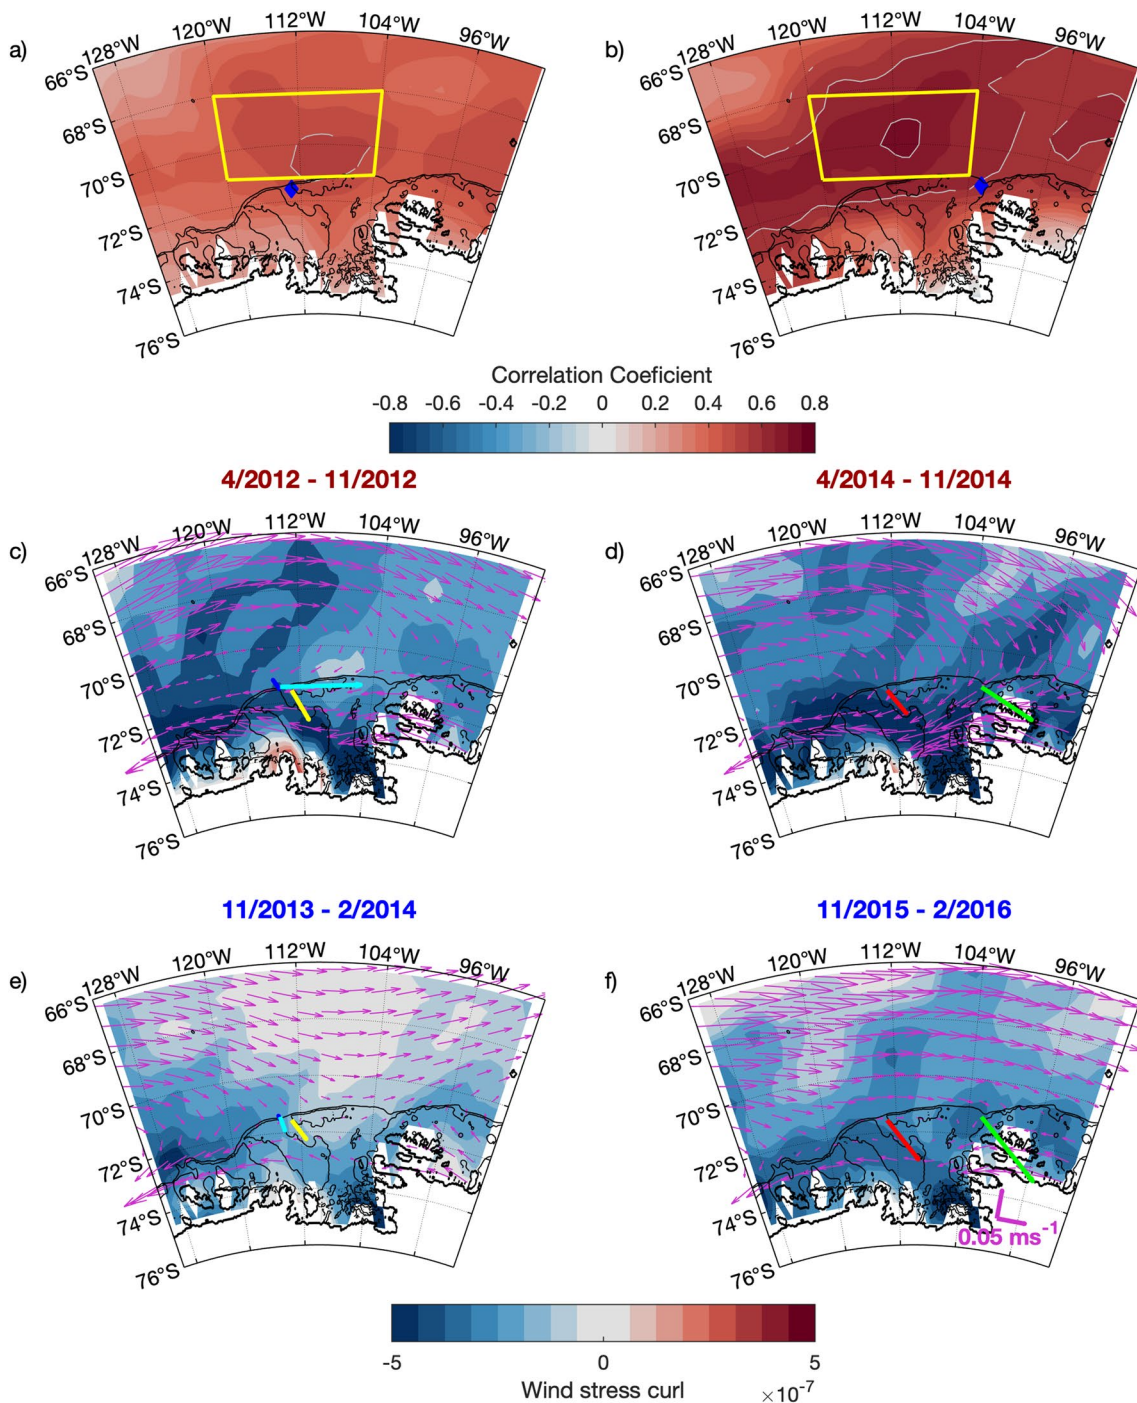 a)
128°W
120°W
112°W
104°W
96°W
66°S
68°S
70°S
72°S
74°S
76°S
b)
128°W
120°W
112°W
104°W
96°W
66°S
68°S
70°S
72°S
74°S
76°S
Correlation Coeficient
-0.8 -0.6 -0.4 -0.2 0 0.2 0.4 0.6 0.8
4/2012 - 11/2012
c)
128°W
120°W
112°W
104°W
96°W
66°S
68°S
70°S
72°S
74°S
76°S
4/2014 - 11/2014
d)
128°W
120°W
112°W
104°W
96°W
66°S
68°S
70°S
72°S
74°S
76°S
11/2013 - 2/2014
e)
128°W
120°W
112°W
104°W
96°W
66°S
68°S
70°S
72°S
74°S
76°S
11/2015 - 2/2016
f)
128°W
120°W
112°W
104°W
96°W
66°S
68°S
70°S
72°S
74°S
76°S
0.05 ms⁻¹
-5 0 5
Wind stress curl ×10⁻⁷